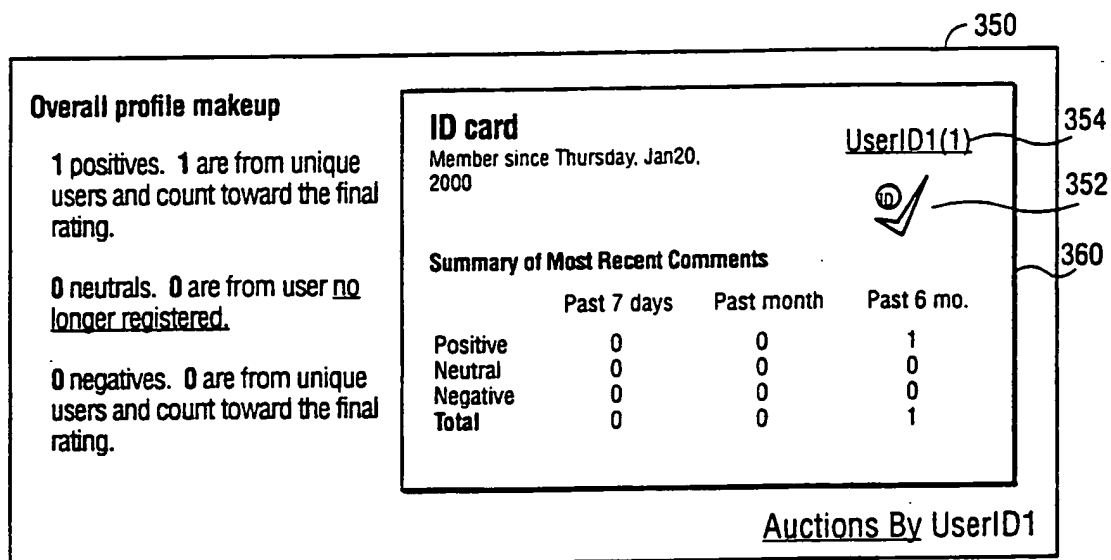 350
Overall profile makeup
1 positives. 1 are from unique
users and count toward the final
rating.
0 neutrals. 0 are from user no
longer registered.
0 negatives. 0 are from unique
users and count toward the final
rating.
ID card
Member since Thursday. Jan20,
2000
UserID1(1)
354
ID
352
360
Summary of Most Recent Comments
Past 7 days Past month Past 6 mo.
Positive 0 0 1
Neutral 0 0 0
Negative 0 0 0
Total 0 0 1
Auctions By UserID1